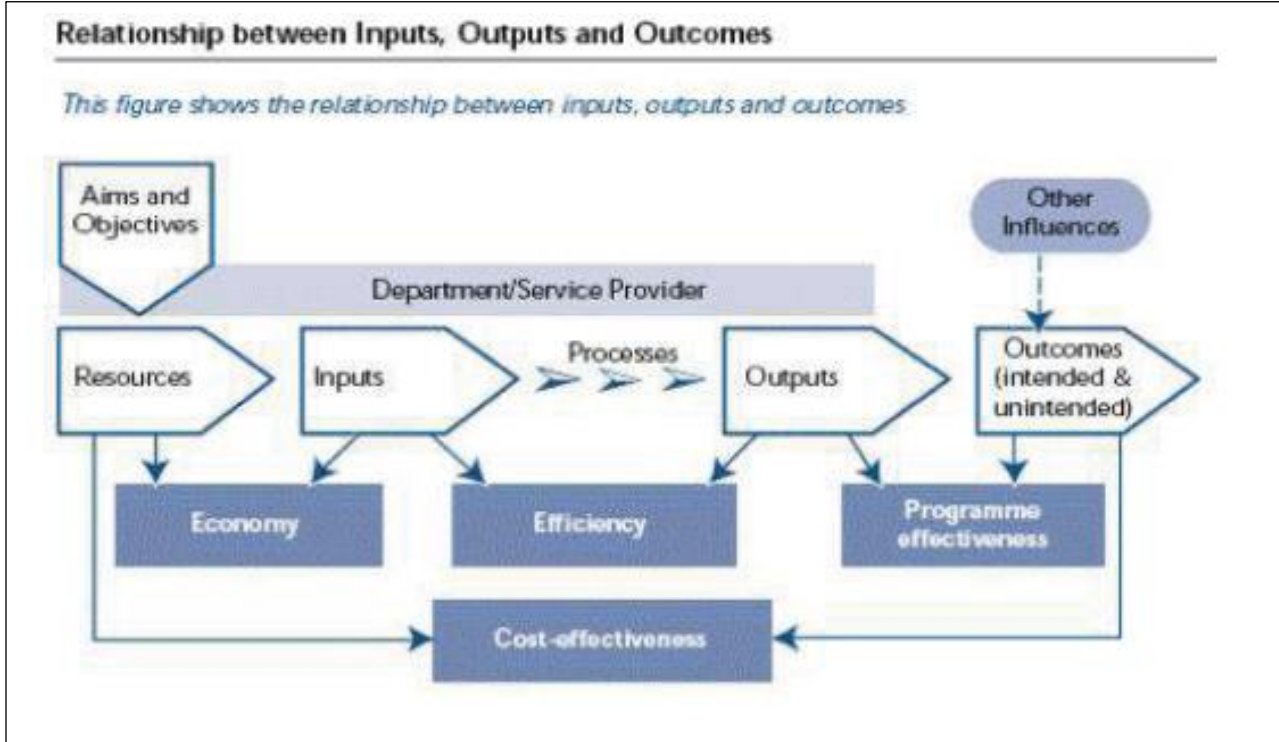 Relationship between Inputs, Outputs and Outcomes
This figure shows the relationship between inputs, outputs and outcomes
Aims and
Objectives
Other
Influences
Department/Service Provider
Resources
Inputs
Processes
Outputs
Outcomes
(intended &
unintended)
Economy
Efficiency
Programme
effectiveness
Cost-effectiveness